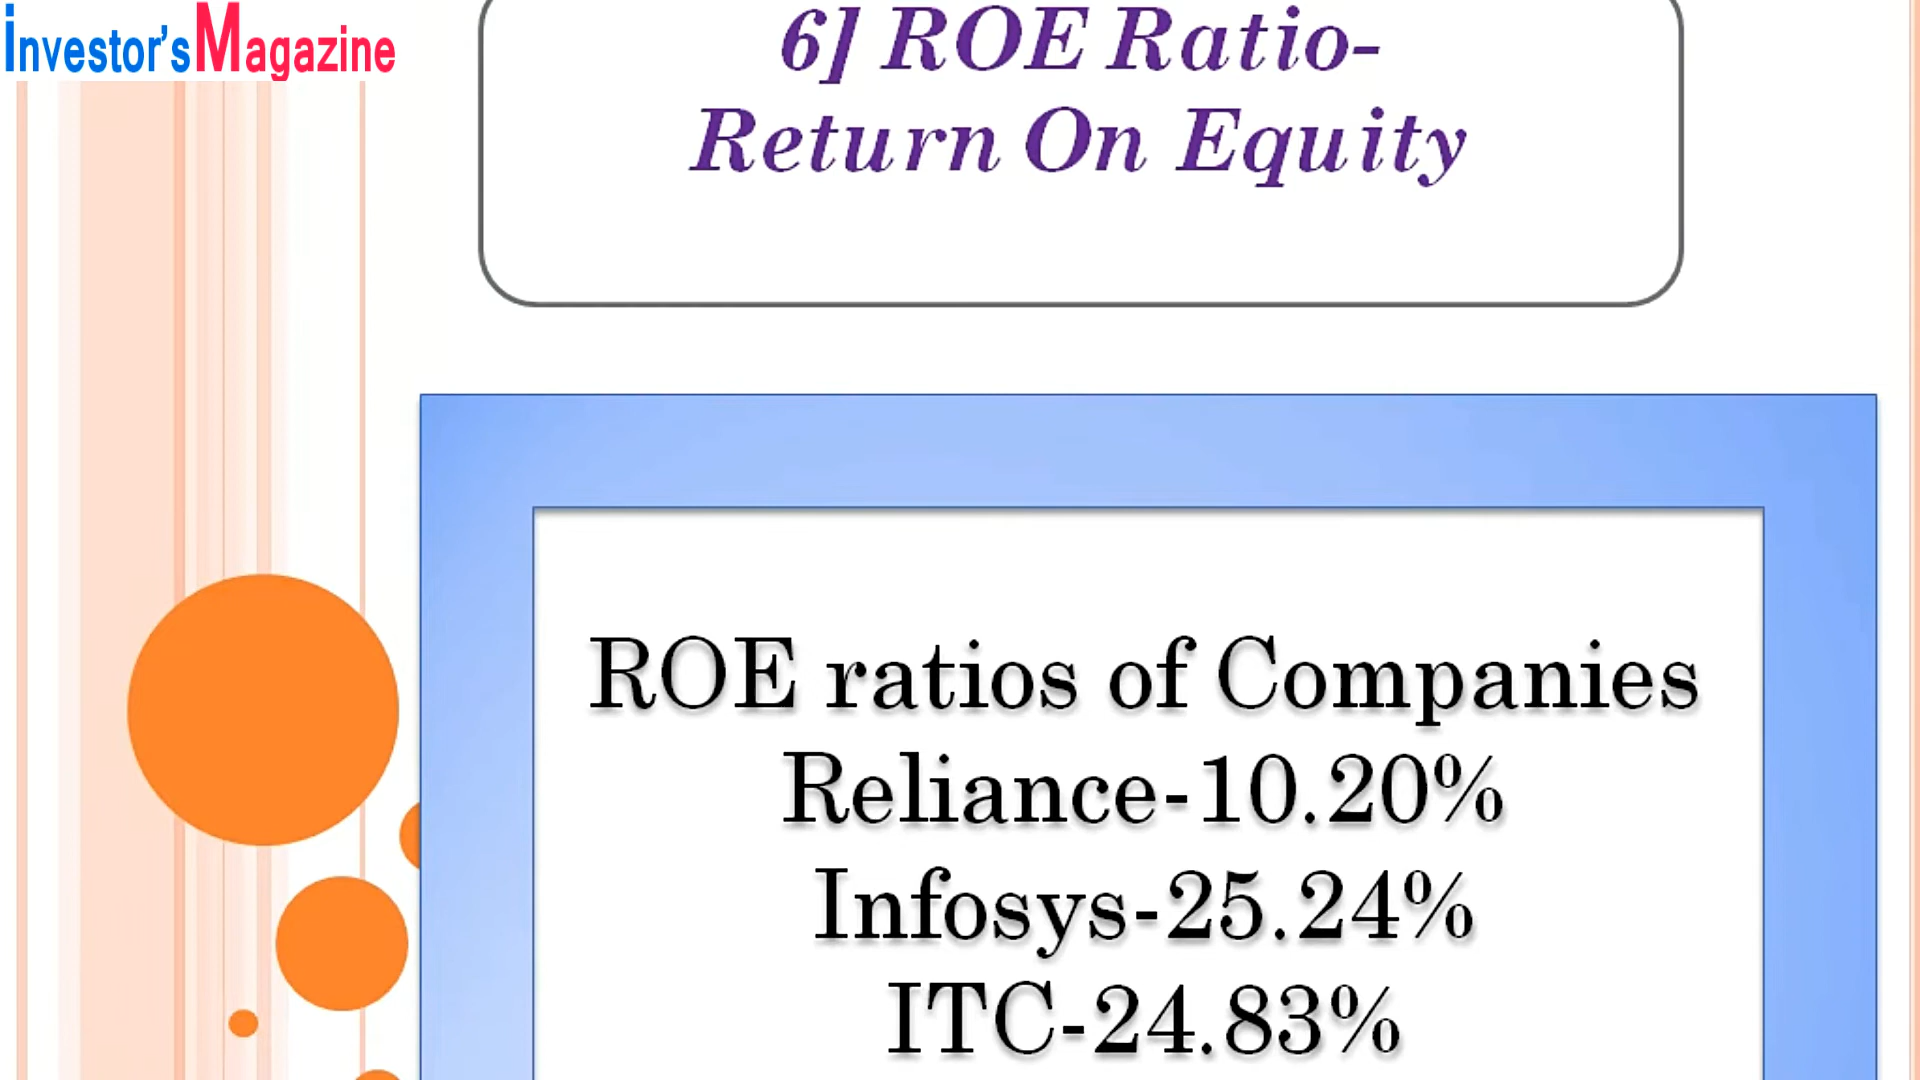 Investor'sMagazine
6] ROE Ratio-
Return On Equity
ROE ratios of Companies
Reliance-10.20%
Infosys-25.24%
ITC-24.83%